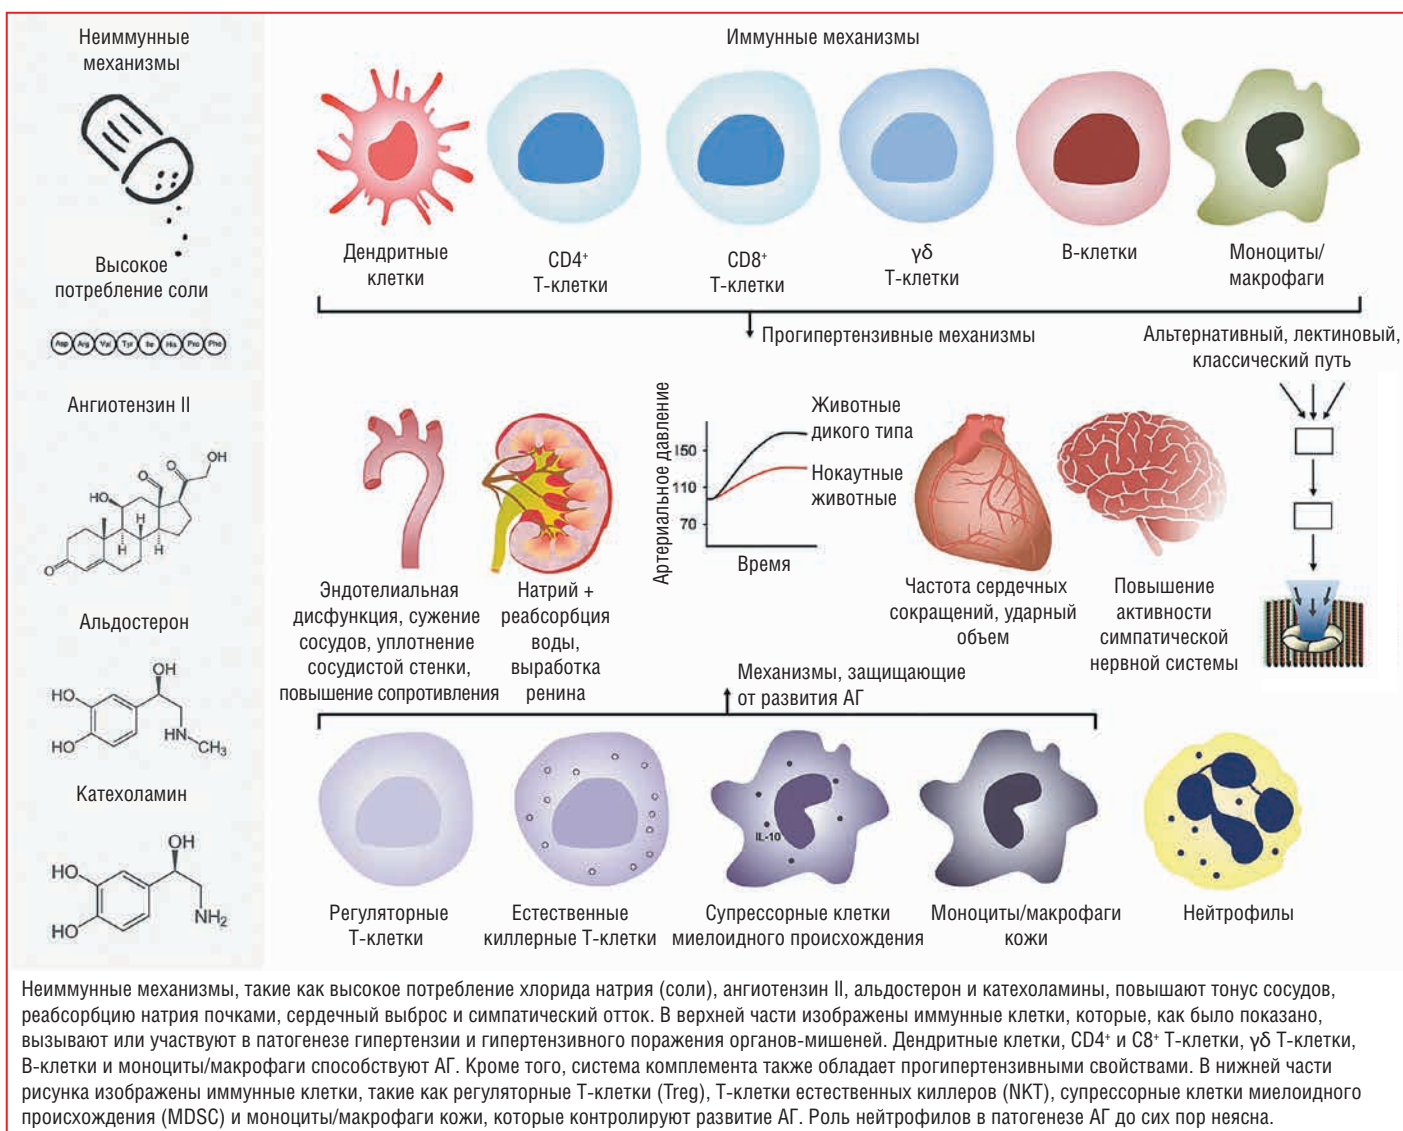 Неиммунные
механизмы
Высокое
потребление соли
Asp Arg Val Tyr Ile His Pro Phe
Ангиотензин II
O
OH
O
HO
H
H
H
O
Альдостерон
OH
HO
HO
HN
CH₃
Катехоламин
OH
HO
HO
NH₂
Иммунные механизмы
Дендритные
клетки
CD4⁺
Т-клетки
CD8⁺
Т-клетки
γδ
Т-клетки
В-клетки
Моноциты/
макрофаги
Прогипертензивные механизмы
Альтернативный, лектиновый,
классический путь
Эндотелиальная
дисфункция, сужение
сосудов, уплотнение
сосудистой стенки,
повышение сопротивления
Натрий +
реабсорбция
воды,
выработка
ренина
Артериальное давление
150
110
70
Время
Животные
дикого типа
Нокаутные
животные
Частота сердечных
сокращений, ударный
объем
Повышение
активности
симпатической
нервной системы
Механизмы, защищающие
от развития АГ
Регуляторные
Т-клетки
Естественные
киллерные Т-клетки
IL-10
Супрессорные клетки
миелоидного происхождения
Моноциты/макрофаги
кожи
Нейтрофилы
Неиммунные механизмы, такие как высокое потребление хлорида натрия (соли), ангиотензин II, альдостерон и катехоламины, повышают тонус сосудов,
реабсорбцию натрия почками, сердечный выброс и симпатический отток. В верхней части изображены иммунные клетки, которые, как было показано,
вызывают или участвуют в патогенезе гипертензии и гипертензивного поражения органов-мишеней. Дендритные клетки, CD4⁺ и C8⁺ Т-клетки, γδ Т-клетки,
В-клетки и моноциты/макрофаги способствуют АГ. Кроме того, система комплемента также обладает прогипертензивными свойствами. В нижней части
рисунка изображены иммунные клетки, такие как регуляторные Т-клетки (Treg), Т-клетки естественных киллеров (NKT), супрессорные клетки миелоидного
происхождения (MDSC) и моноциты/макрофаги кожи, которые контролируют развитие АГ. Роль нейтрофилов в патогенезе АГ до сих пор неясна.